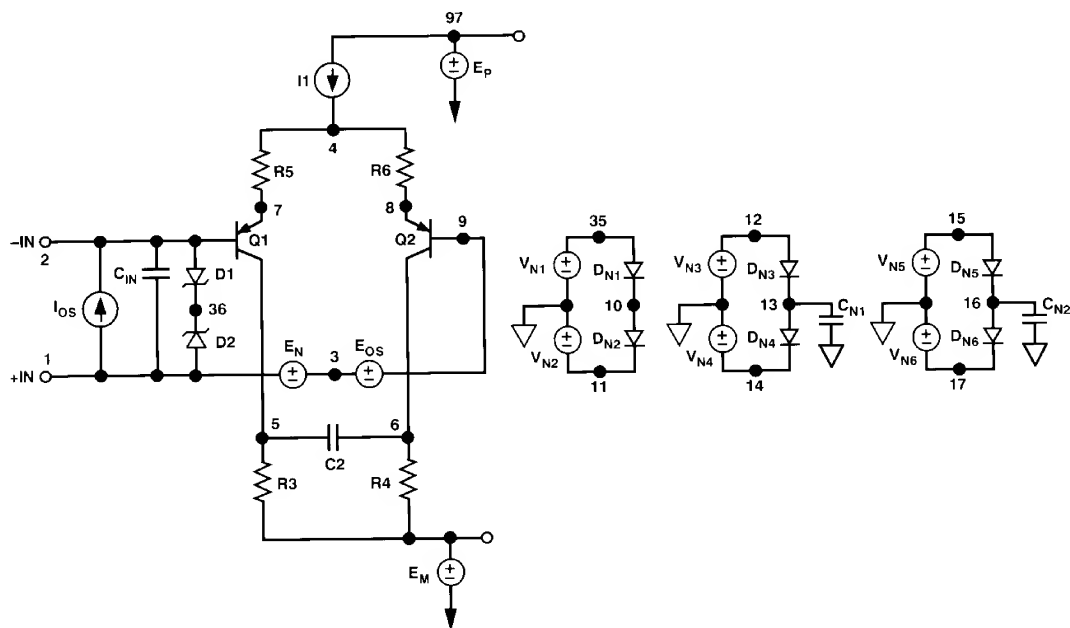 97
I1
EP
4
R5
R6
7
8
9
Q1
Q2
–IN
2
CIN
D1
36
IOS
D2
1
+IN
EN
3
EOS
5
6
C2
R3
R4
EM
35
VN1
DN1
10
VN2
DN2
11
12
VN3
DN3
13
CN1
VN4
DN4
14
15
VN5
DN5
16
CN2
VN6
DN6
17